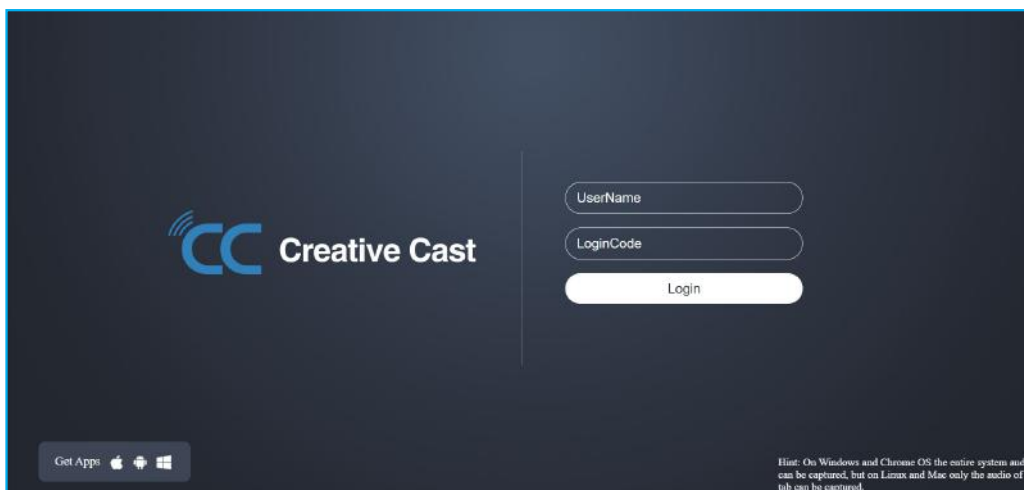 UserName
CC Creative Cast
LoginCode
Login
Get Apps
Hint: On Windows and Chrome OS the entire system and
can be captured, but on Linux and Mac only the audio of
tab can be captured.